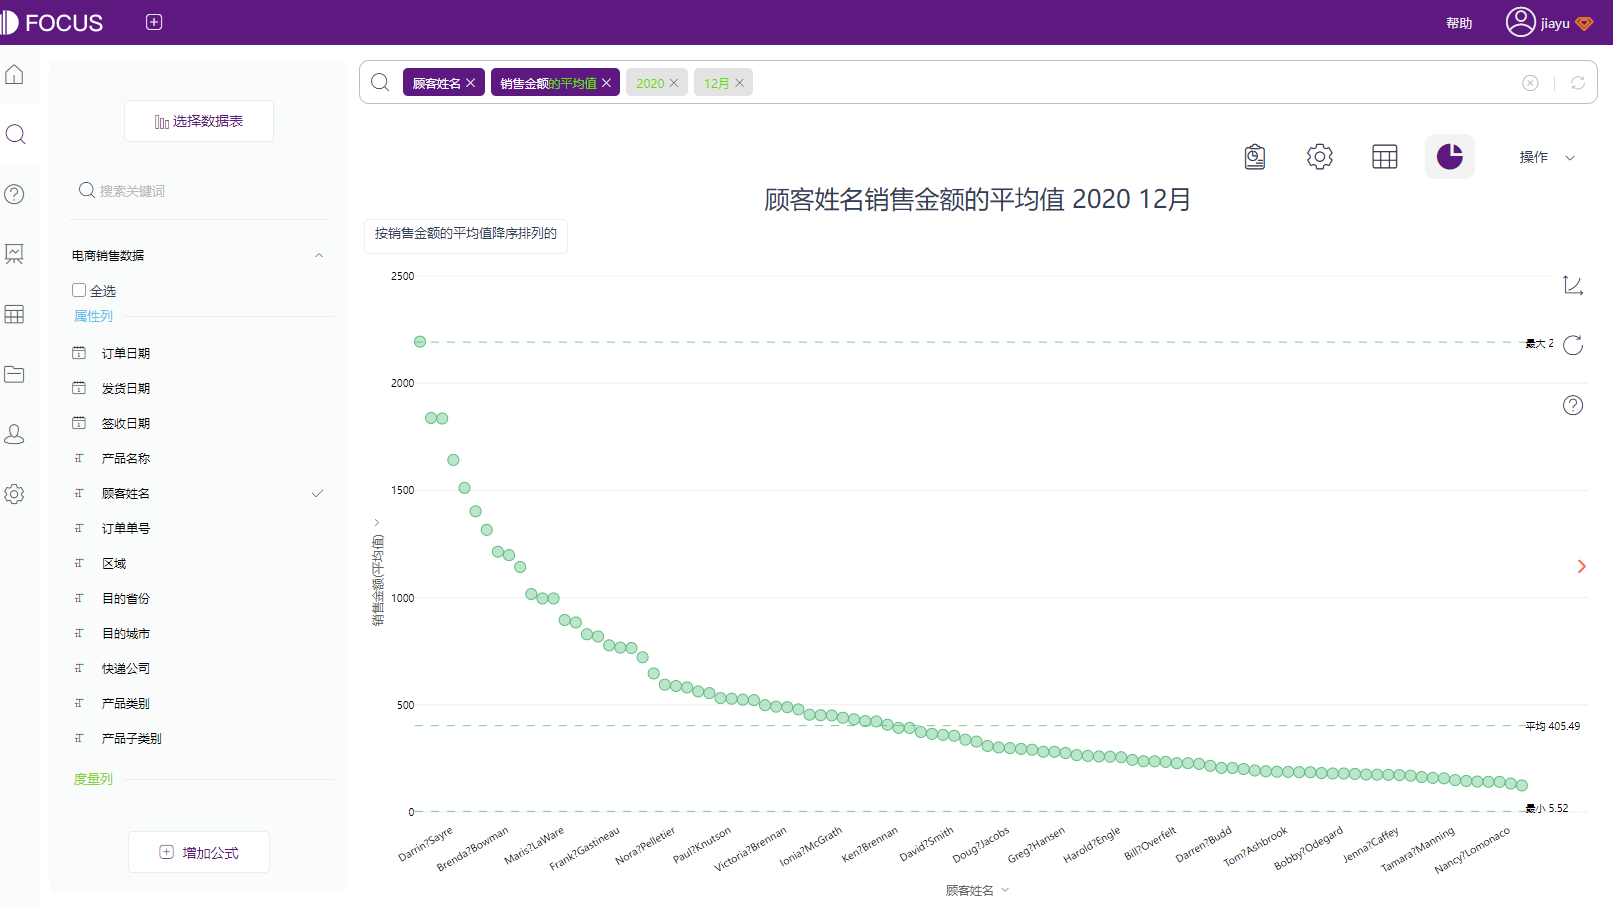 FOCUS
帮助
jiayu
顾客姓名
销售金额的平均值
2020
12月
选择数据表
搜索关键词
操作
顾客姓名销售金额的平均值 2020 12月
按销售金额的平均值降序排列的
电商销售数据
全选
属性列
订单日期
发货日期
签收日期
产品名称
顾客姓名
订单单号
区域
目的省份
目的城市
快递公司
产品类别
产品子类别
度量列
增加公式
2500
2000
1500
1000
500
0
销售金额(平均值)
最大 2
平均 405.49
最小 5.52
Darrin?Sayre
Brenda?Bowman
Maris?LaWare
Frank?Gastineau
Nora?Pelletier
Paul?Knutson
Victoria?Brennan
Ionia?McGrath
Ken?Brennan
David?Smith
Doug?Jacobs
Greg?Hansen
Harold?Engle
Bill?Overfelt
Darren?Budd
Tom?Ashbrook
Bobby?Odegard
Jenna?Caffey
Tamara?Manning
Nancy?Lomonaco
顾客姓名